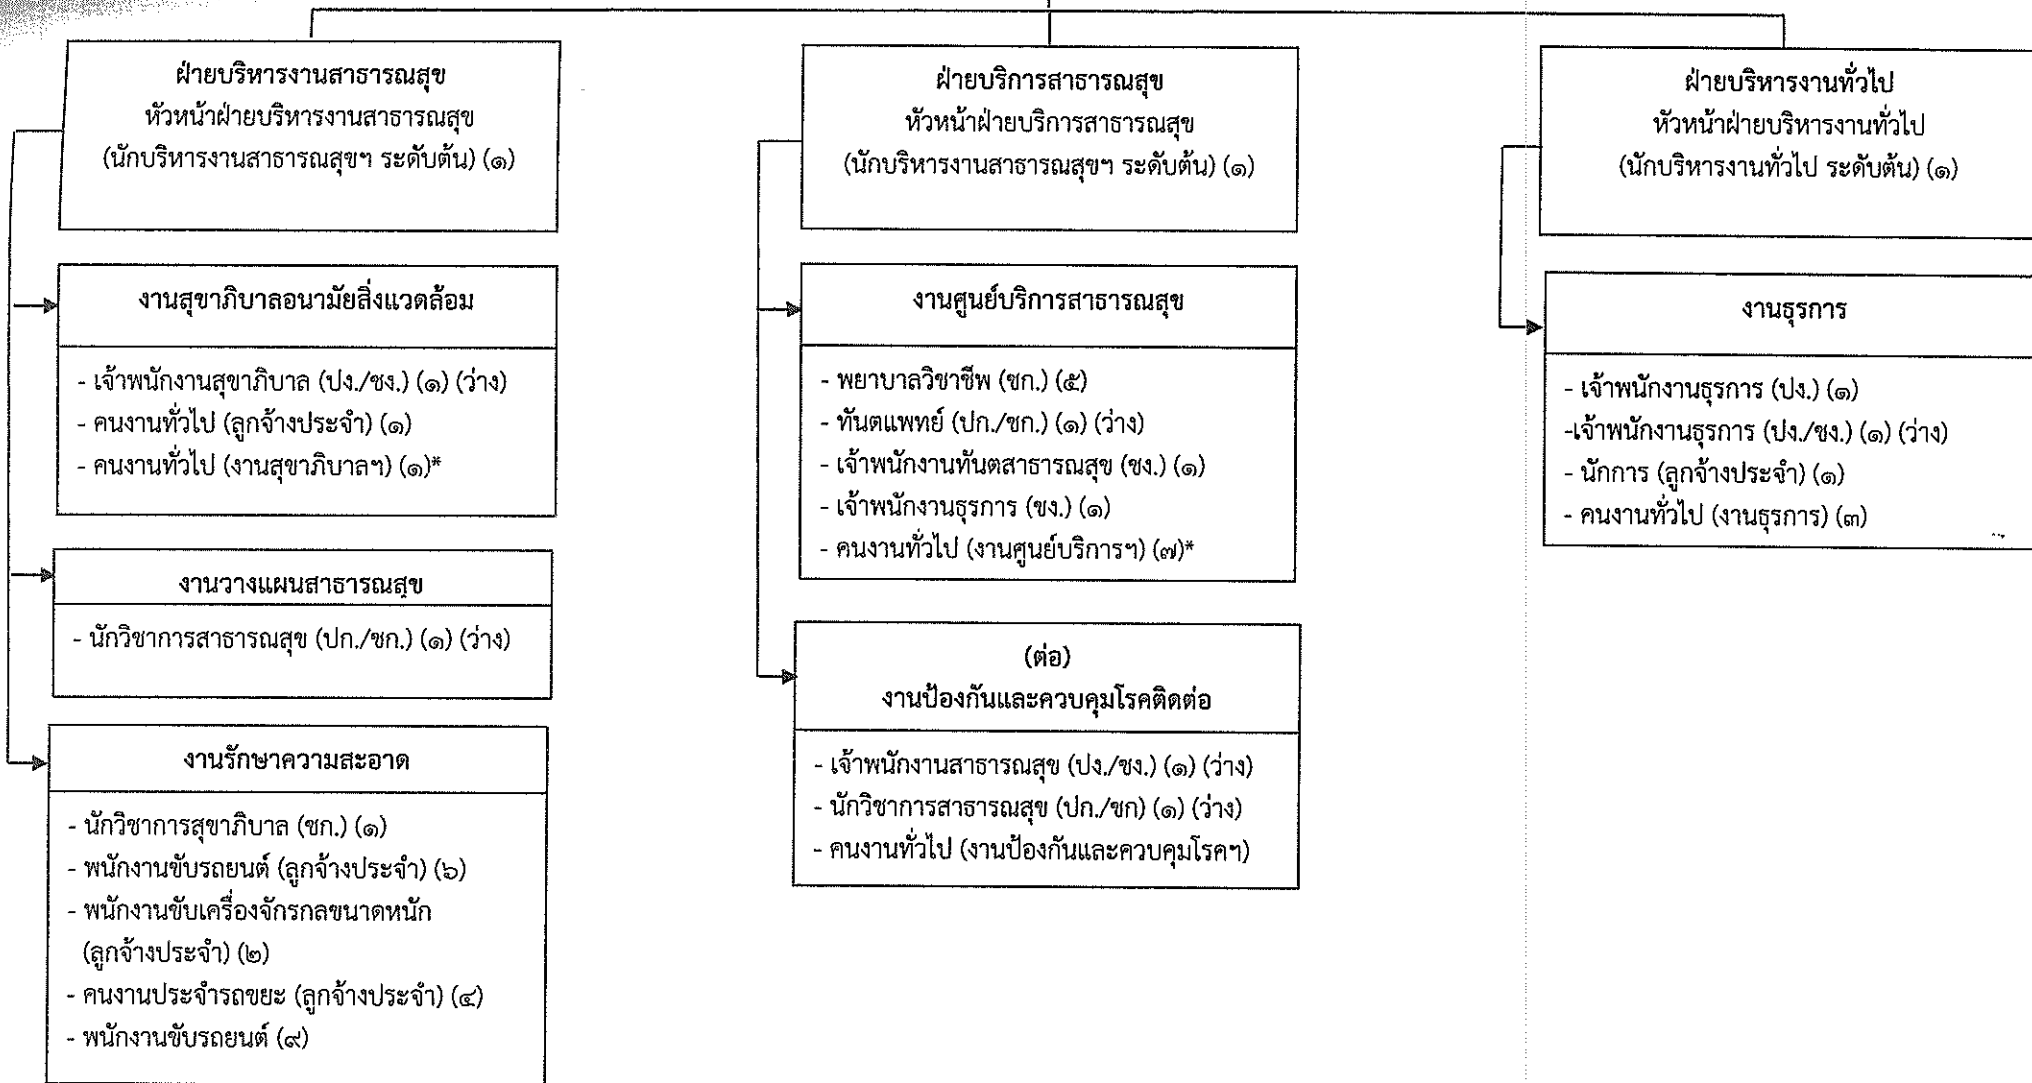 ฝ่ายบริหารงานสาธารณสุข
หัวหน้าฝ่ายบริหารงานสาธารณสุข
(นักบริหารงานสาธารณสุขฯ ระดับต้น) (๑)
งานสุขาภิบาลอนามัยสิ่งแวดล้อม
- เจ้าพนักงานสุขาภิบาล (ปง./ชง.) (๑) (ว่าง)
- คนงานทั่วไป (ลูกจ้างประจำ) (๑)
- คนงานทั่วไป (งานสุขาภิบาลฯ) (๑)*
งานวางแผนสาธารณสุข
- นักวิชาการสาธารณสุข (ปก./ชก.) (๑) (ว่าง)
งานรักษาความสะอาด
- นักวิชาการสุขาภิบาล (ชก.) (๑)
- พนักงานขับรถยนต์ (ลูกจ้างประจำ) (๖)
- พนักงานขับเครื่องจักรกลขนาดหนัก
(ลูกจ้างประจำ) (๒)
- คนงานประจำรถขยะ (ลูกจ้างประจำ) (๔)
- พนักงานขับรถยนต์ (๙)
ฝ่ายบริการสาธารณสุข
หัวหน้าฝ่ายบริการสาธารณสุข
(นักบริหารงานสาธารณสุขฯ ระดับต้น) (๑)
งานศูนย์บริการสาธารณสุข
- พยาบาลวิชาชีพ (ชก.) (๕)
- ทันตแพทย์ (ปก./ชก.) (๑) (ว่าง)
- เจ้าพนักงานทันตสาธารณสุข (ชง.) (๑)
- เจ้าพนักงานธุรการ (ชง.) (๑)
- คนงานทั่วไป (งานศูนย์บริการฯ) (๗)*
(ต่อ)
งานป้องกันและควบคุมโรคติดต่อ
- เจ้าพนักงานสาธารณสุข (ปง./ชง.) (๑) (ว่าง)
- นักวิชาการสาธารณสุข (ปก./ชก) (๑) (ว่าง)
- คนงานทั่วไป (งานป้องกันและควบคุมโรคฯ)
ฝ่ายบริหารงานทั่วไป
หัวหน้าฝ่ายบริหารงานทั่วไป
(นักบริหารงานทั่วไป ระดับต้น) (๑)
งานธุรการ
- เจ้าพนักงานธุรการ (ปง.) (๑)
-เจ้าพนักงานธุรการ (ปง./ชง.) (๑) (ว่าง)
- นักการ (ลูกจ้างประจำ) (๑)
- คนงานทั่วไป (งานธุรการ) (๓)